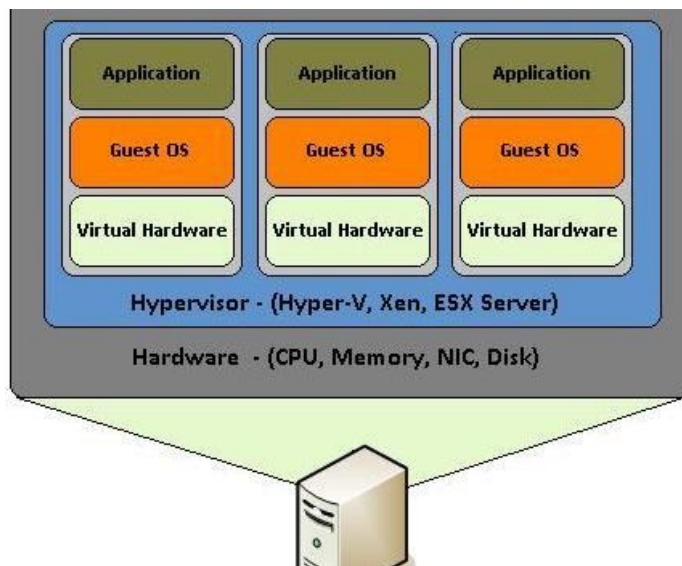 Application Application Application
Guest OS Guest OS Guest OS
Virtual Hardware Virtual Hardware Virtual Hardware
Hypervisor - (Hyper-V, Xen, ESX Server)
Hardware - (CPU, Memory, NIC, Disk)